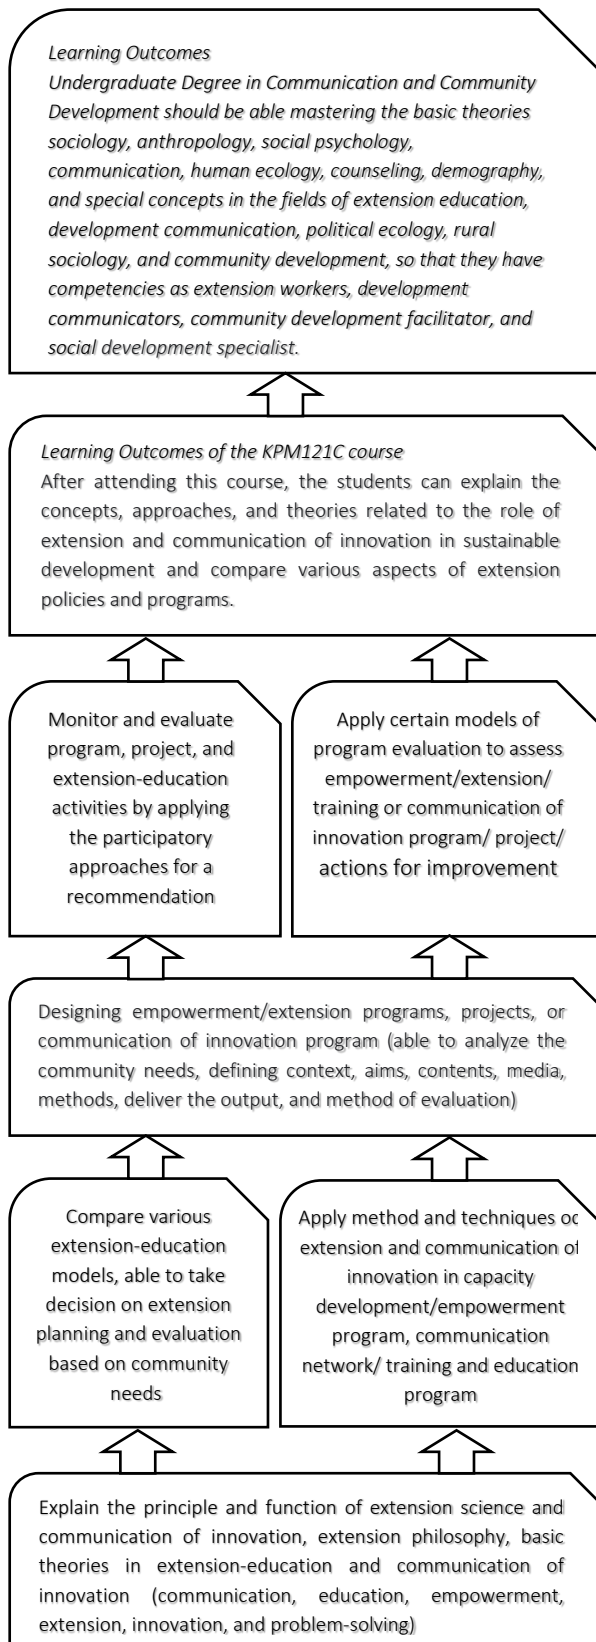 Learning Outcomes
Undergraduate Degree in Communication and Community
Development should be able mastering the basic theories
sociology, anthropology, social psychology,
communication, human ecology, counseling, demography,
and special concepts in the fields of extension education,
development communication, political ecology, rural
sociology, and community development, so that they have
competencies as extension workers, development
communicators, community development facilitator, and
social development specialist.
Learning Outcomes of the KPM121C course
After attending this course, the students can explain the
concepts, approaches, and theories related to the role of
extension and communication of innovation in sustainable
development and compare various aspects of extension
policies and programs.
Monitor and evaluate
program, project, and
extension-education
activities by applying
the participatory
approaches for a
recommendation
Apply certain models of
program evaluation to assess
empowerment/extension/
training or communication of
innovation program/ project/
actions for improvement
Designing empowerment/extension programs, projects, or
communication of innovation program (able to analyze the
community needs, defining context, aims, contents, media,
methods, deliver the output, and method of evaluation)
Compare various
extension-education
models, able to take
decision on extension
planning and evaluation
based on community
needs
Apply method and techniques
extension and communication of
innovation in capacity
development/empowerment
program, communication
network/ training and education
program
Explain the principle and function of extension science and
communication of innovation, extension philosophy, basic
theories in extension-education and communication of
innovation (communication, education, empowerment,
extension, innovation, and problem-solving)